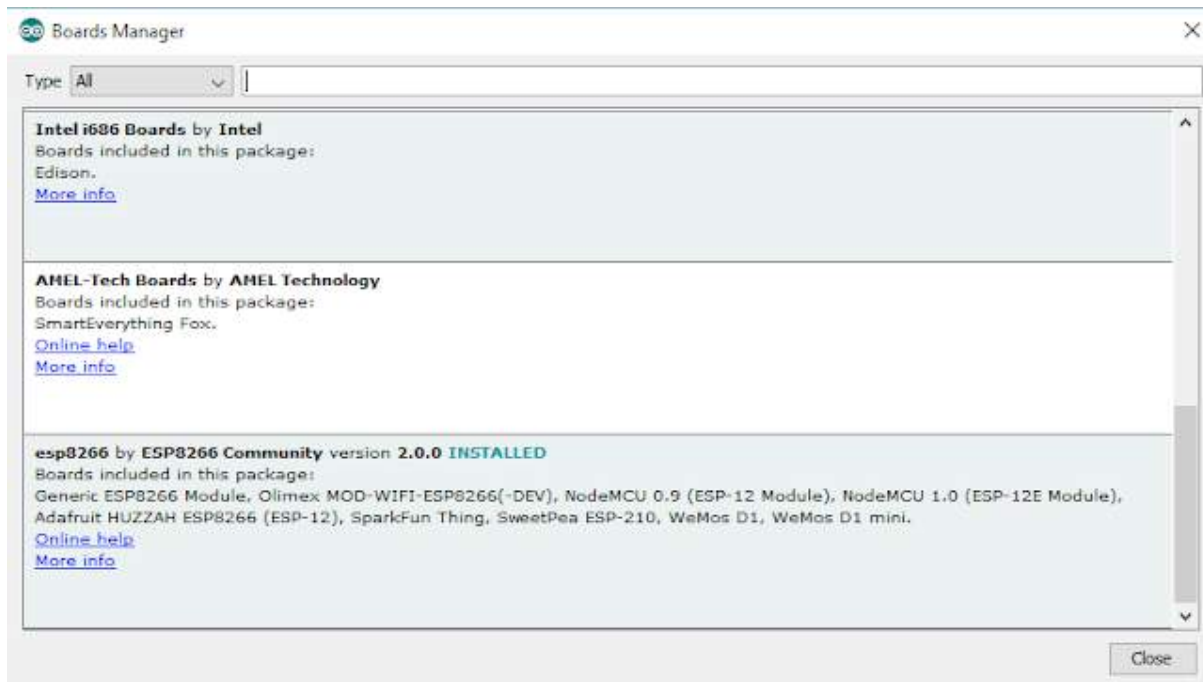 Boards Manager
Type All
Intel i686 Boards by Intel
Boards included in this package:
Edison.
More info
AMEL-Tech Boards by AMEL Technology
Boards included in this package:
SmartEverything Fox.
Online help
More info
esp8266 by ESP8266 Community version 2.0.0 INSTALLED
Boards included in this package:
Generic ESP8266 Module, Olimex MOD-WIFI-ESP8266(-DEV), NodeMCU 0.9 (ESP-12 Module), NodeMCU 1.0 (ESP-12E Module),
Adafruit HUZZAH ESP8266 (ESP-12), SparkFun Thing, SweetPea ESP-210, WeMos D1, WeMos D1 mini.
Online help
More info
Close